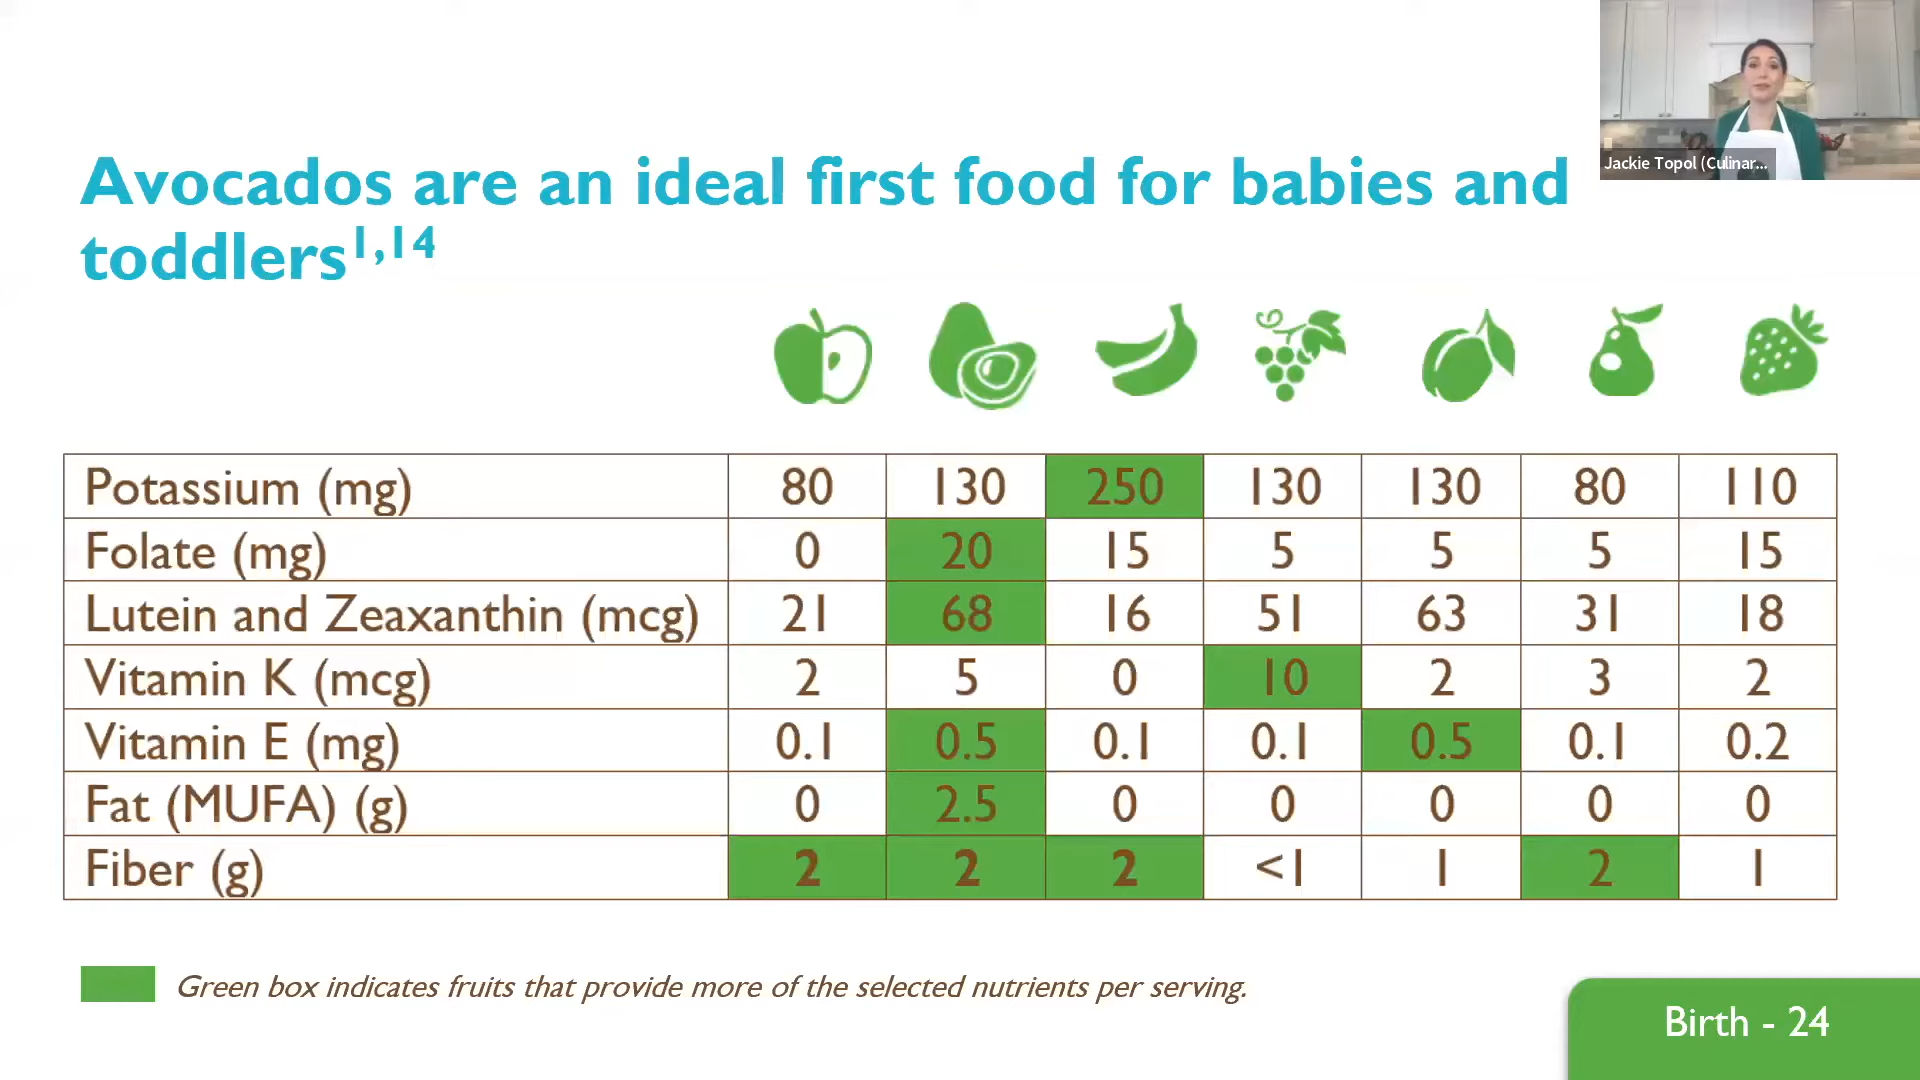 Jackie Topol (Culinar...
Avocados are an ideal first food for babies and
toddlers1,14
Potassium (mg) 80 130 250 130 130 80 110
Folate (mg) 0 20 15 5 5 5 15
Lutein and Zeaxanthin (mcg) 21 68 16 51 63 31 18
Vitamin K (mcg) 2 5 0 10 2 3 2
Vitamin E (mg) 0.1 0.5 0.1 0.1 0.5 0.1 0.2
Fat (MUFA) (g) 0 2.5 0 0 0 0 0
Fiber (g) 2 2 2 <1 1 2 1
Green box indicates fruits that provide more of the selected nutrients per serving.
Birth - 24